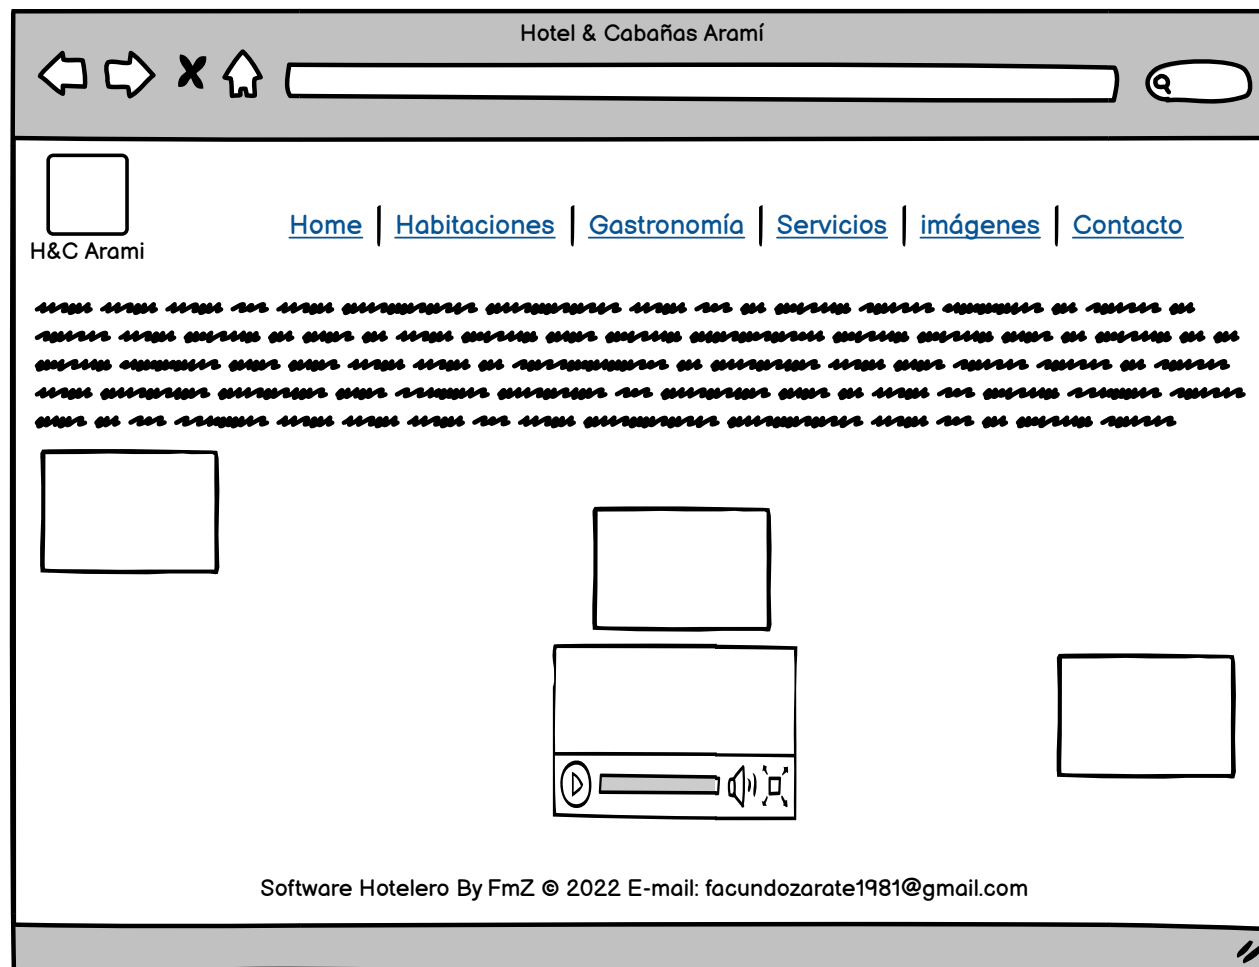 Hotel & Cabañas Aramí
Home | Habitaciones | Gastronomía | Servicios | imágenes | Contacto
H&C Arami
Software Hotelero By FmZ © 2022 E-mail: facundozarate1981@gmail.com